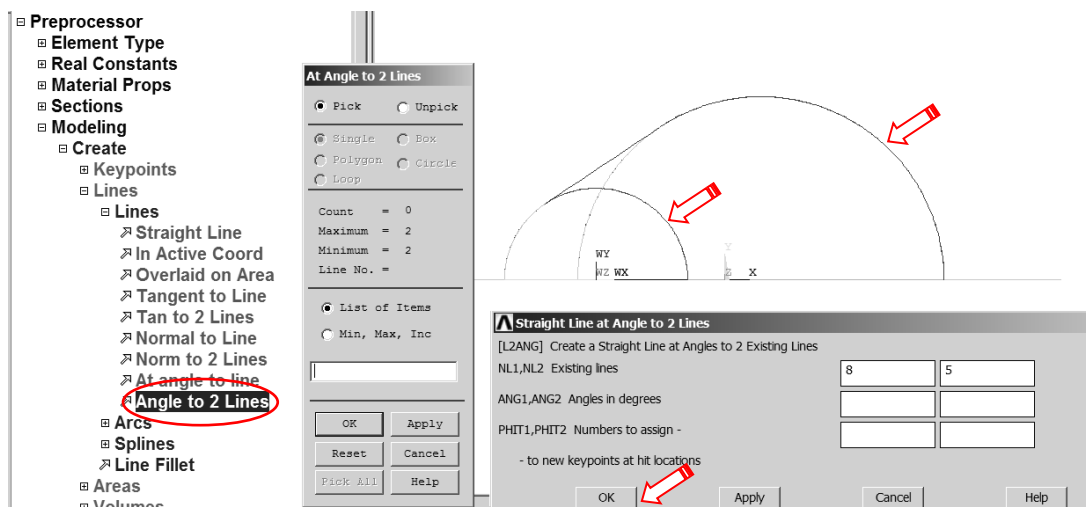 Preprocessor
Element Type
Real Constants
Material Props
Sections
Modeling
Create
Keypoints
Lines
Lines
Straight Line
In Active Coord
Overlaid on Area
Tangent to Line
Tan to 2 Lines
Normal to Line
Norm to 2 Lines
At angle to line
Angle to 2 Lines
Arcs
Splines
Line Fillet
Areas
Volumes
At Angle to 2 Lines
Pick Unpick
Single Box
Polygon Circle
Loop
Count = 0
Maximum = 2
Minimum = 2
Line No. =
List of Items
Min, Max, Inc
OK Apply
Reset Cancel
Pick All Help
WY
WZ WX
Y
Z X
Straight Line at Angle to 2 Lines
[L2ANG] Create a Straight Line at Angles to 2 Existing Lines
NL1,NL2 Existing lines 8 5
ANG1,ANG2 Angles in degrees
PHIT1,PHIT2 Numbers to assign -
- to new keypoints at hit locations
OK Apply Cancel Help